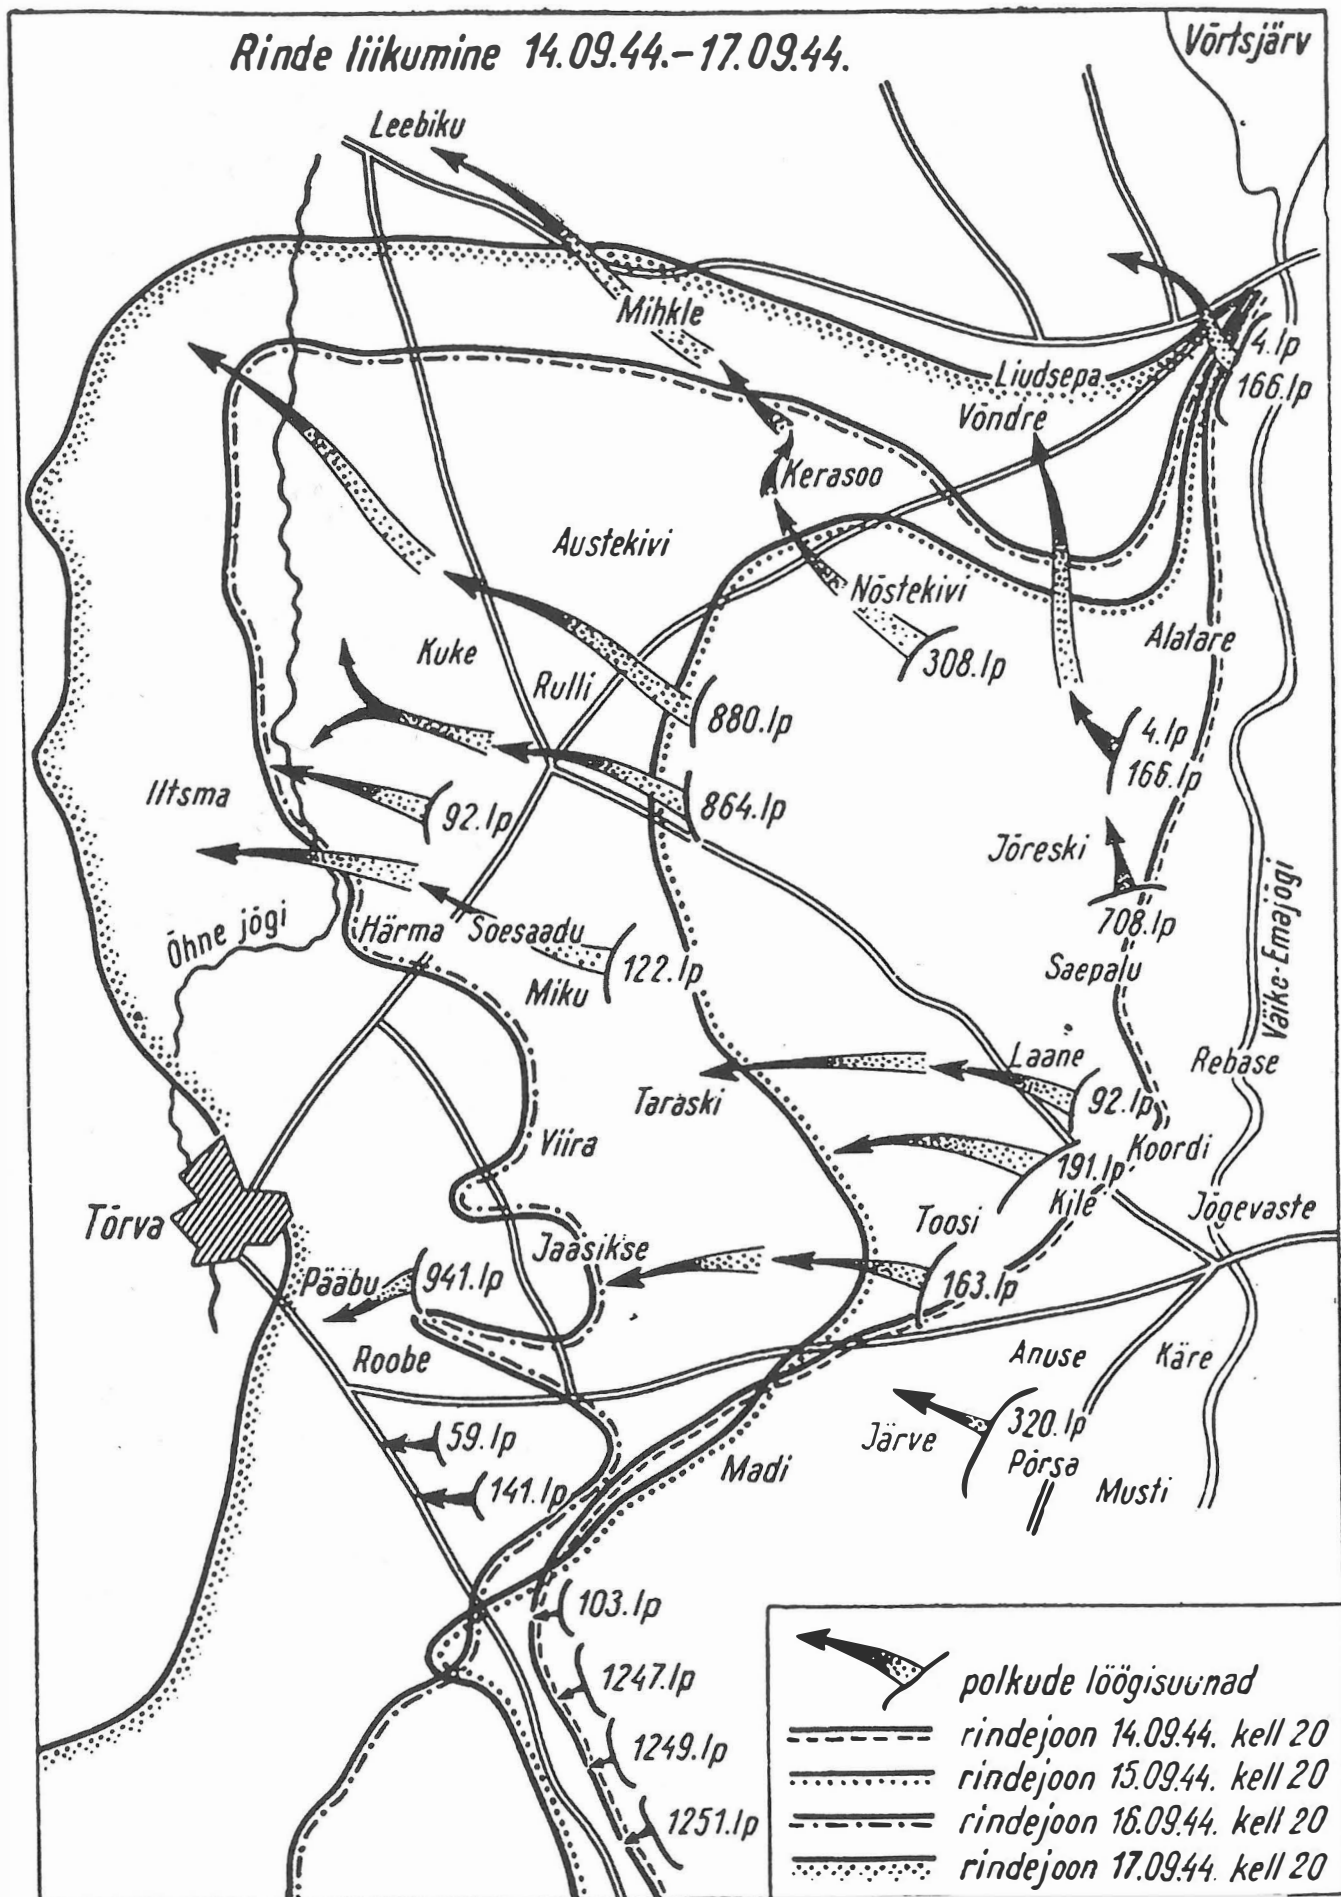 Rinde liikumine 14.09.44.–17.09.44.
Võrtsjärv
Leebiku
Mihkle
4.lp
166.lp
Liudsepa
Võndre
Kerasoo
Austekivi
Nõstekivi
308.lp
Alatare
Kuke
Rulli
880.lp
4.lp
166.lp
Iltsma
92.lp
864.lp
Jõreski
708.lp
Õhne jõgi
Härma
Soesaadu
122.lp
Miku
Saepalu
Väike-Emajõgi
Laane
Rebase
Taraski
92.lp
Viira
191.lp
Koordi
Kile
Tõrva
Toosi
Jõgevaste
Jaasikse
Pääbu
941.lp
163.lp
Roobe
Anuse
Käre
59.lp
Järve
320.lp
Põrsa
141.lp
Madi
Musti
103.lp
1247.lp
1249.lp
1251.lp
polkude löögisuunad
rindejoon 14.09.44. kell 20
rindejoon 15.09.44. kell 20
rindejoon 16.09.44. kell 20
rindejoon 17.09.44. kell 20